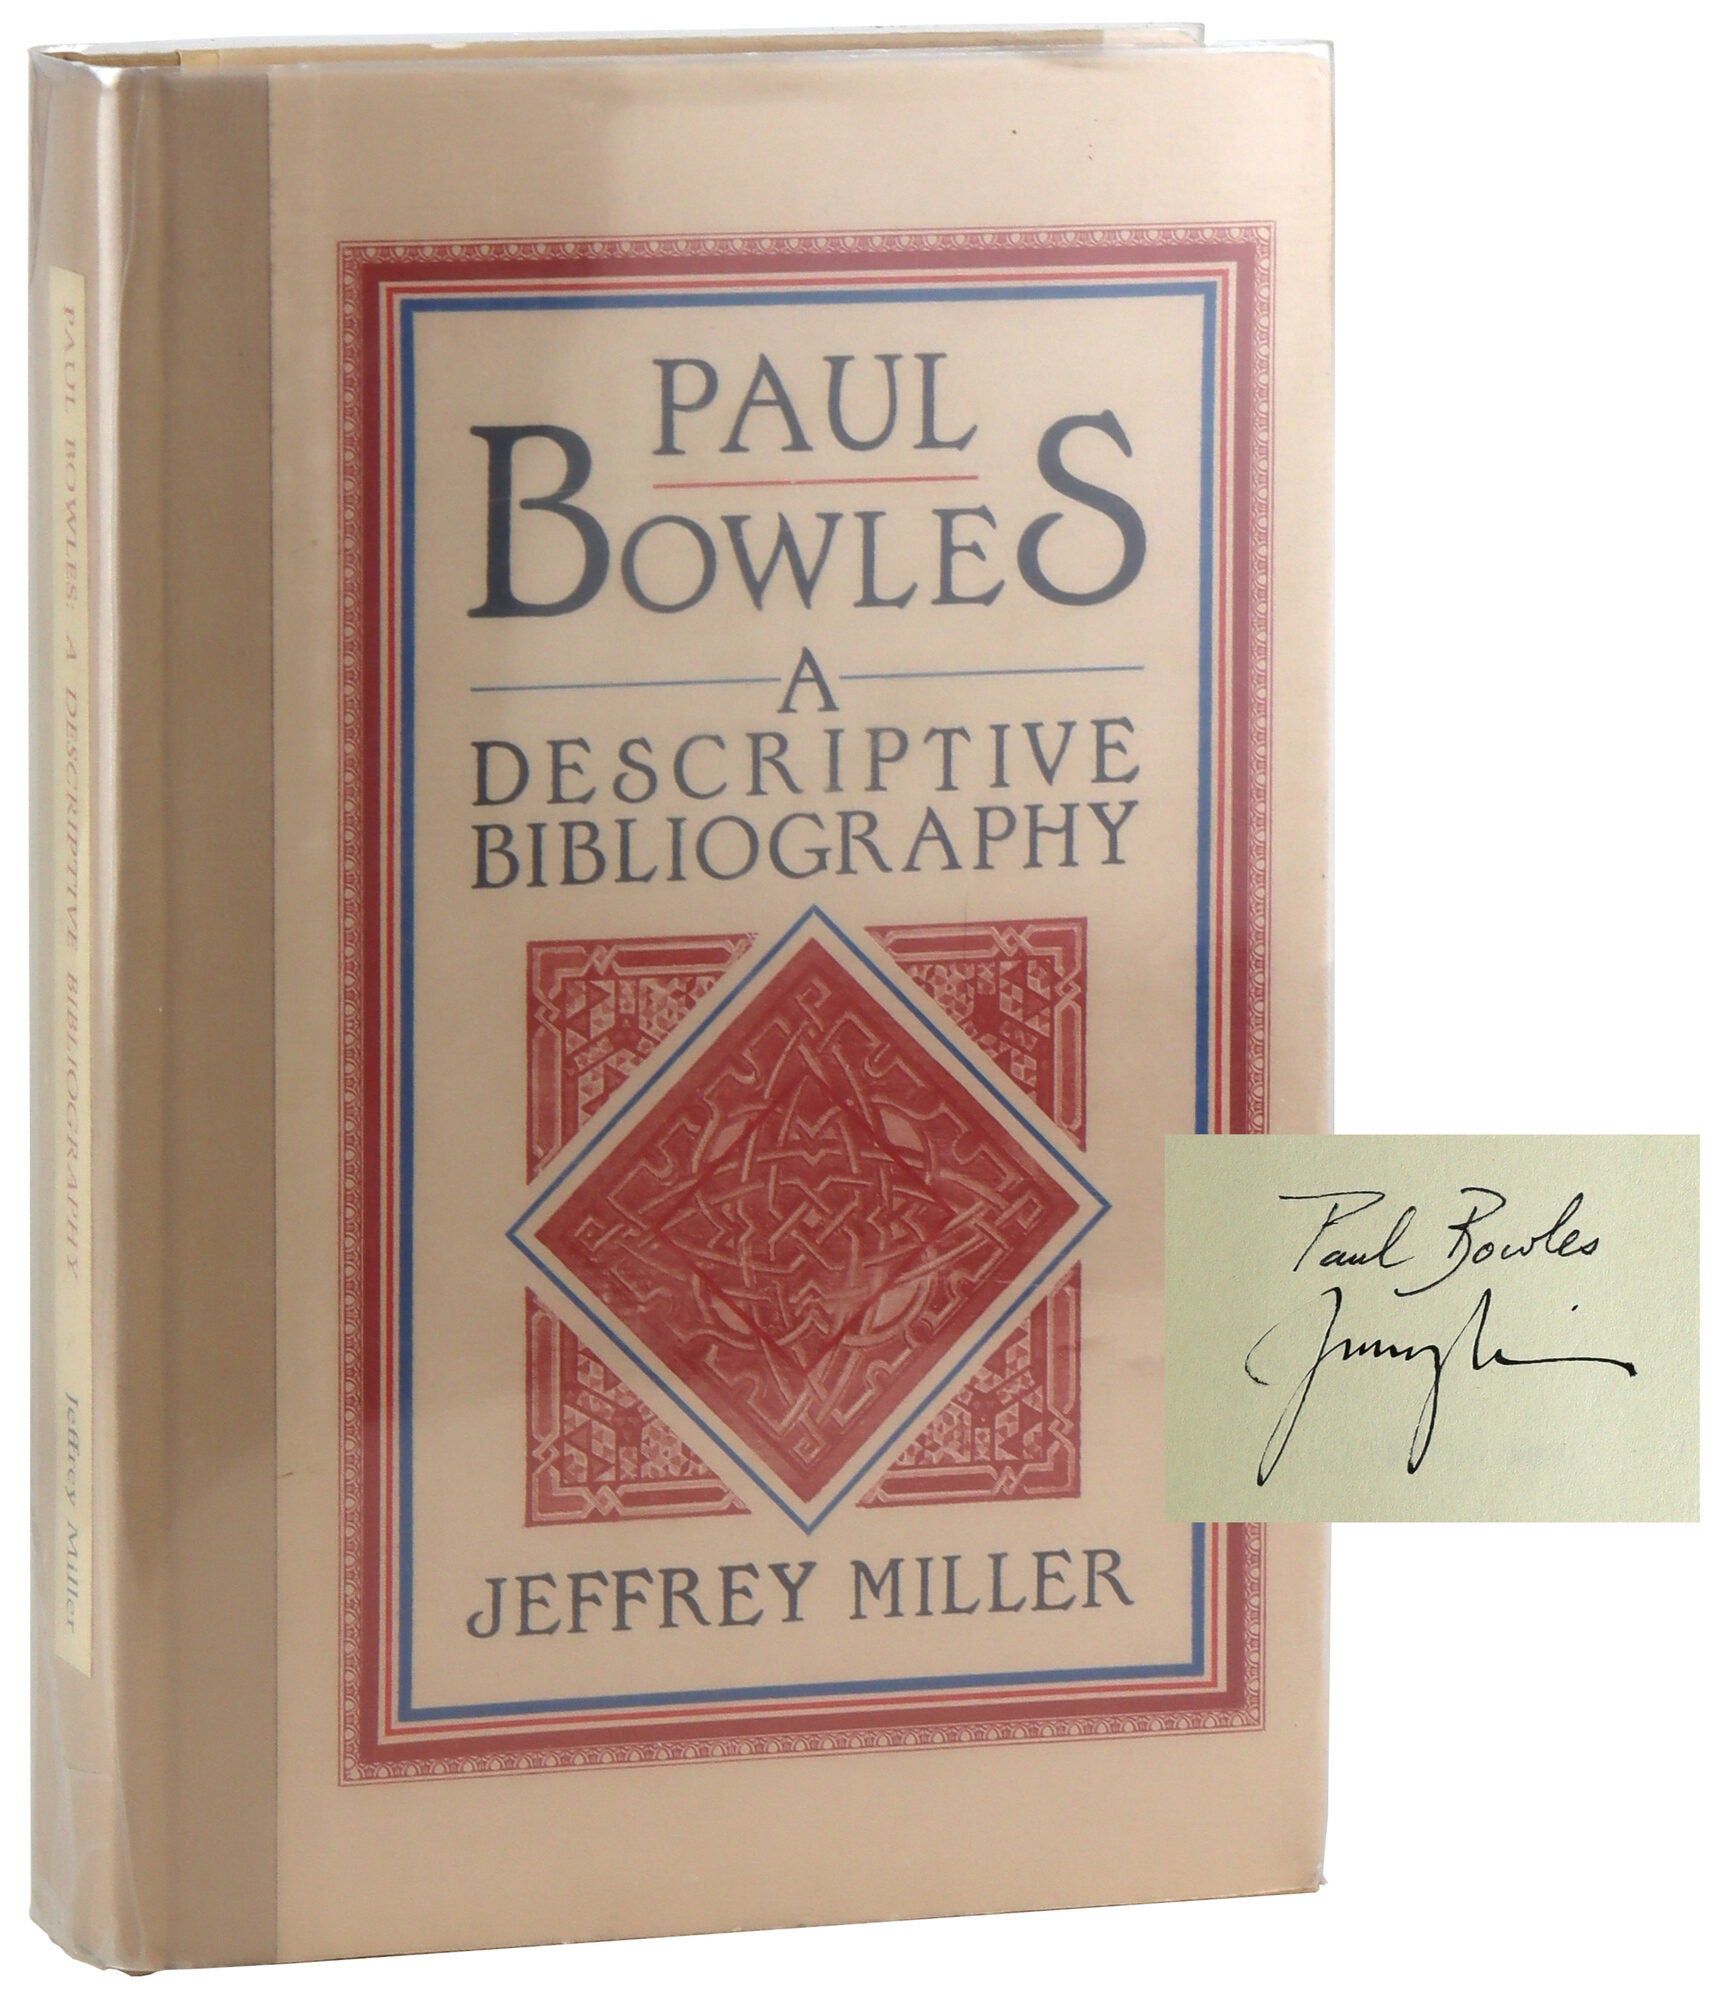 PAUL BOWLES: A DESCRIPTIVE BIBLIOGRAPHY Jeffrey Miller
PAUL
BOWLES
A
DESCRIPTIVE
BIBLIOGRAPHY
JEFFREY MILLER
Paul Bowles